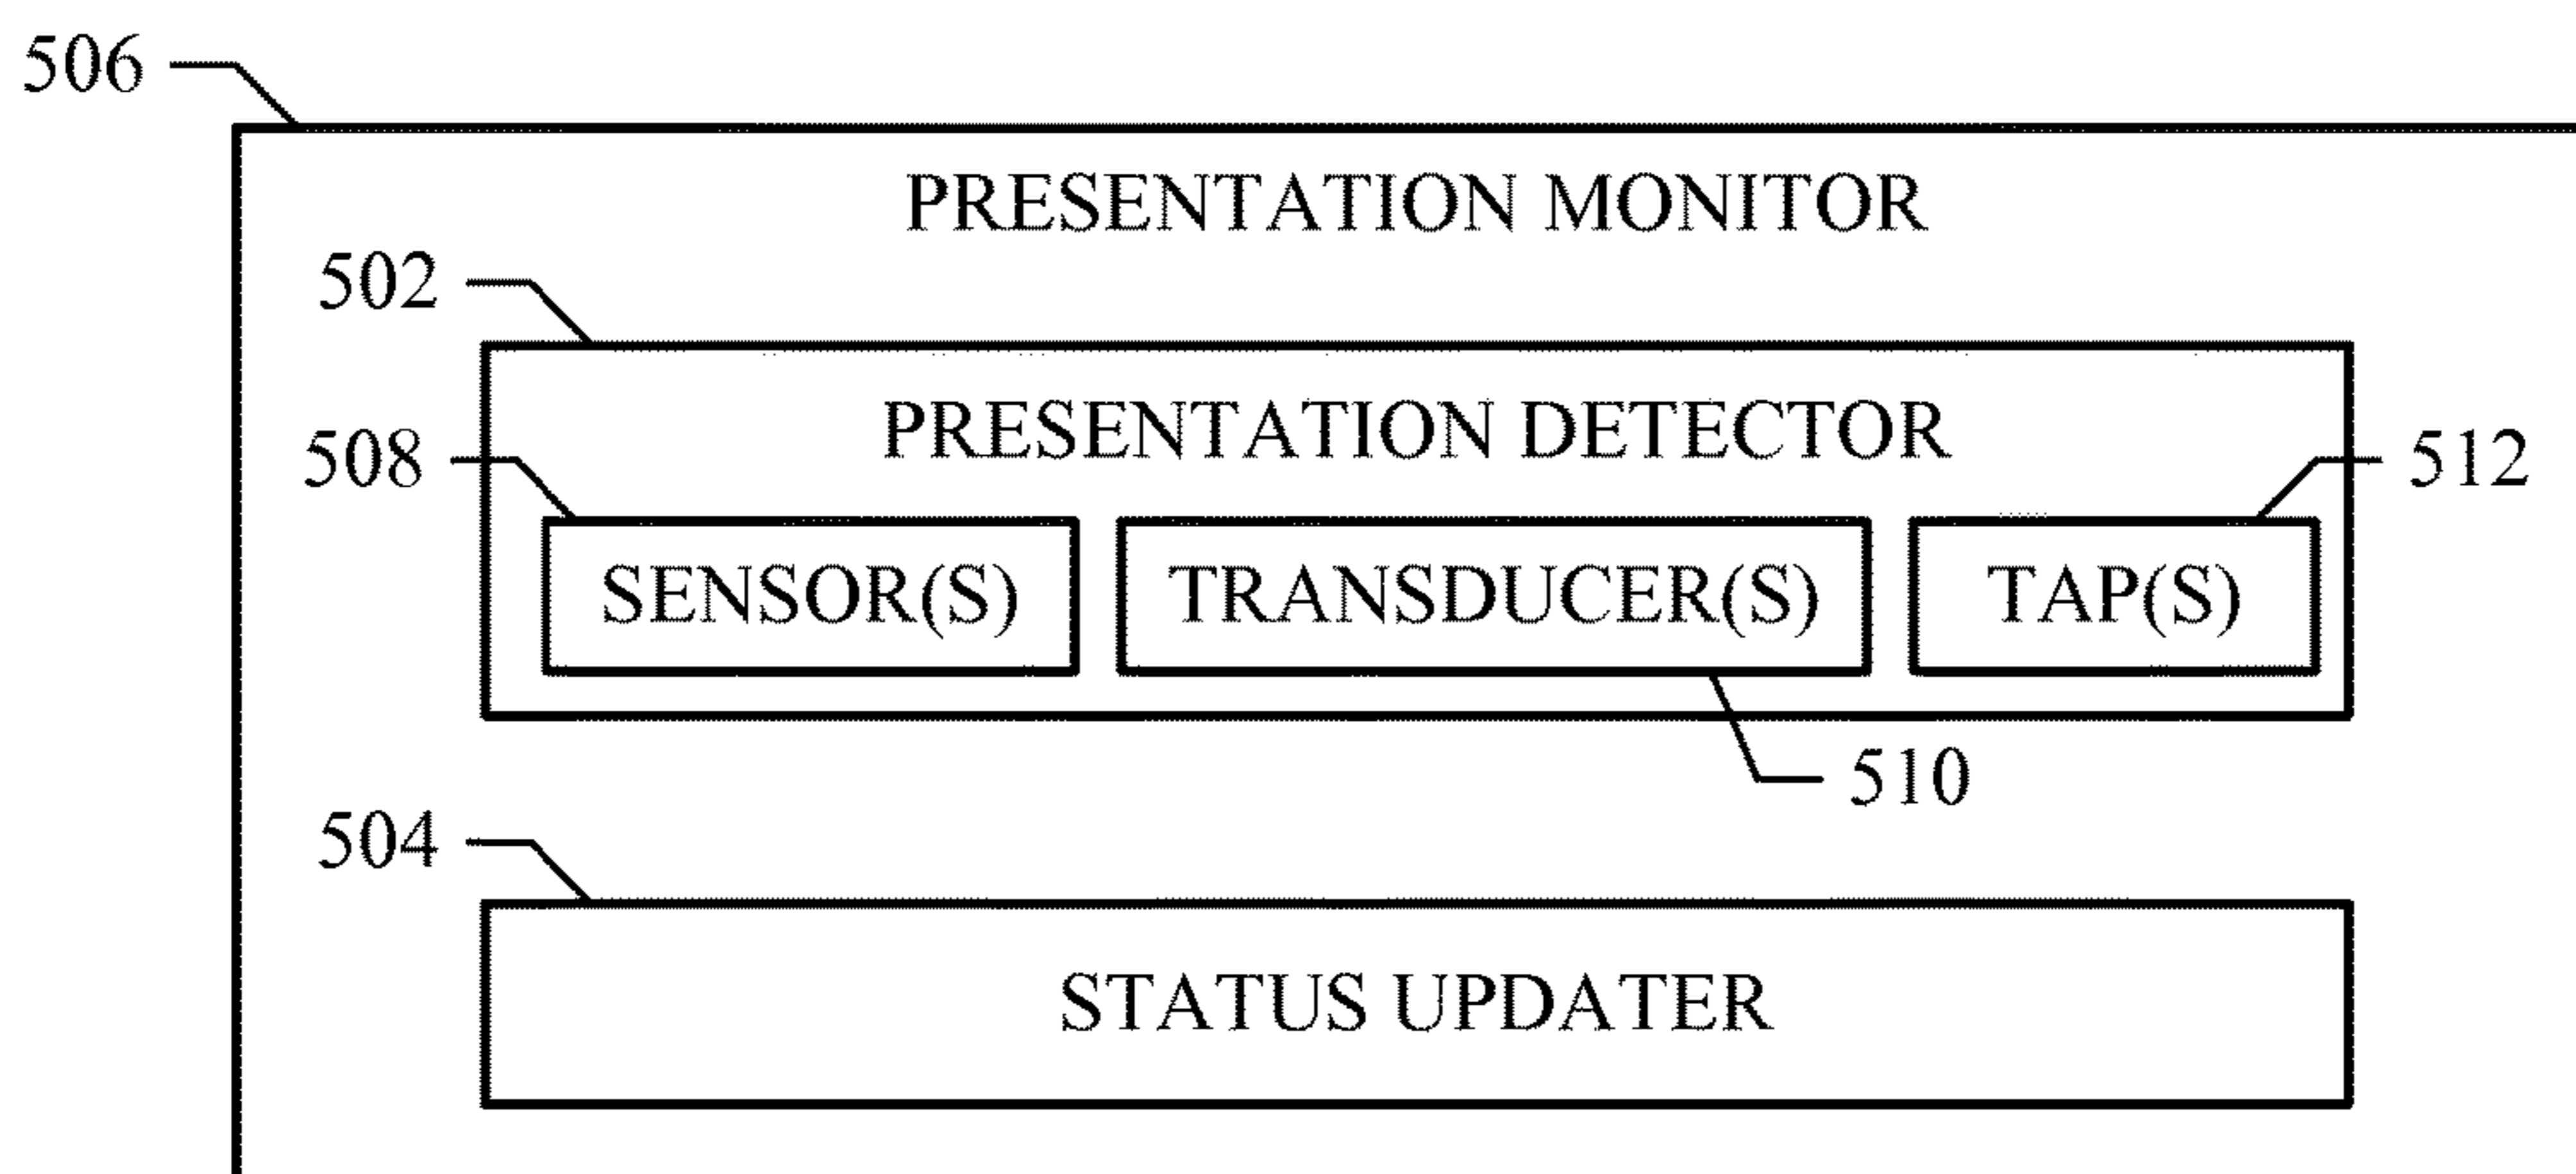 506
PRESENTATION MONITOR
502
PRESENTATION DETECTOR
508
512
SENSOR(S)
TRANSDUCER(S)
TAP(S)
510
504
STATUS UPDATER